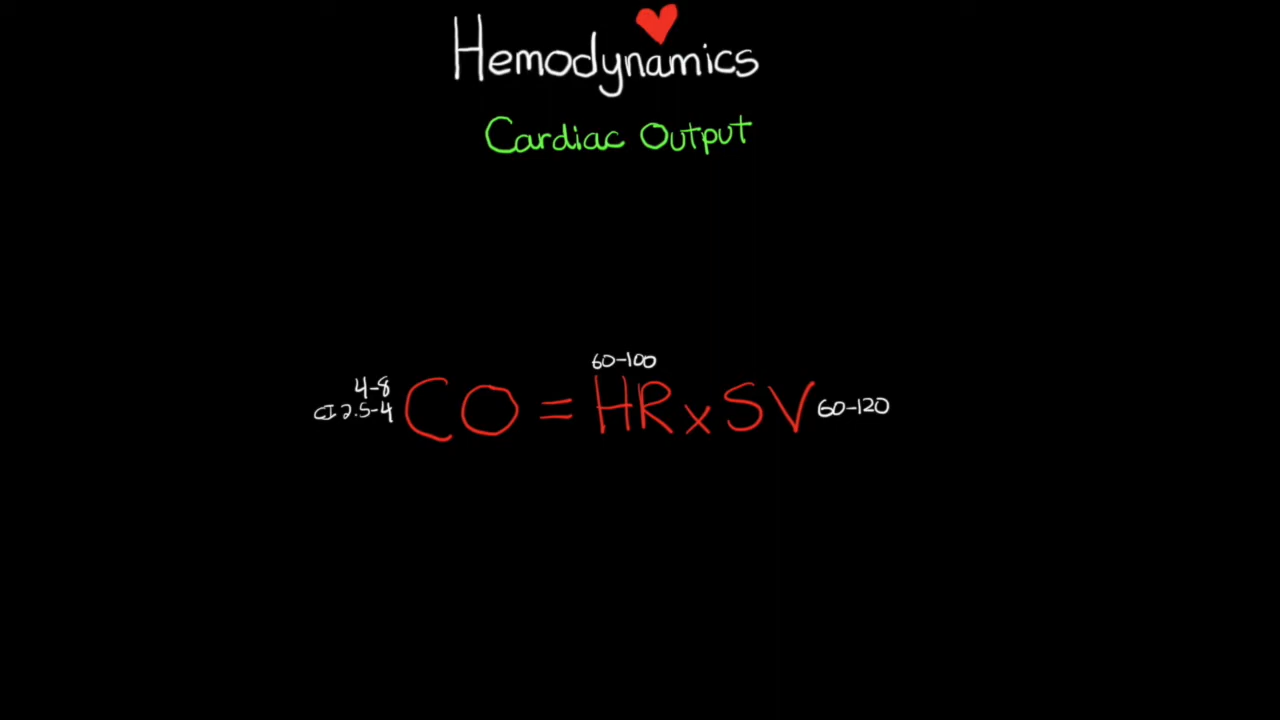 Hemodynamics
Cardiac Output
60-100
4-8
CI 2.5-4
CO = HR x SV
60-120